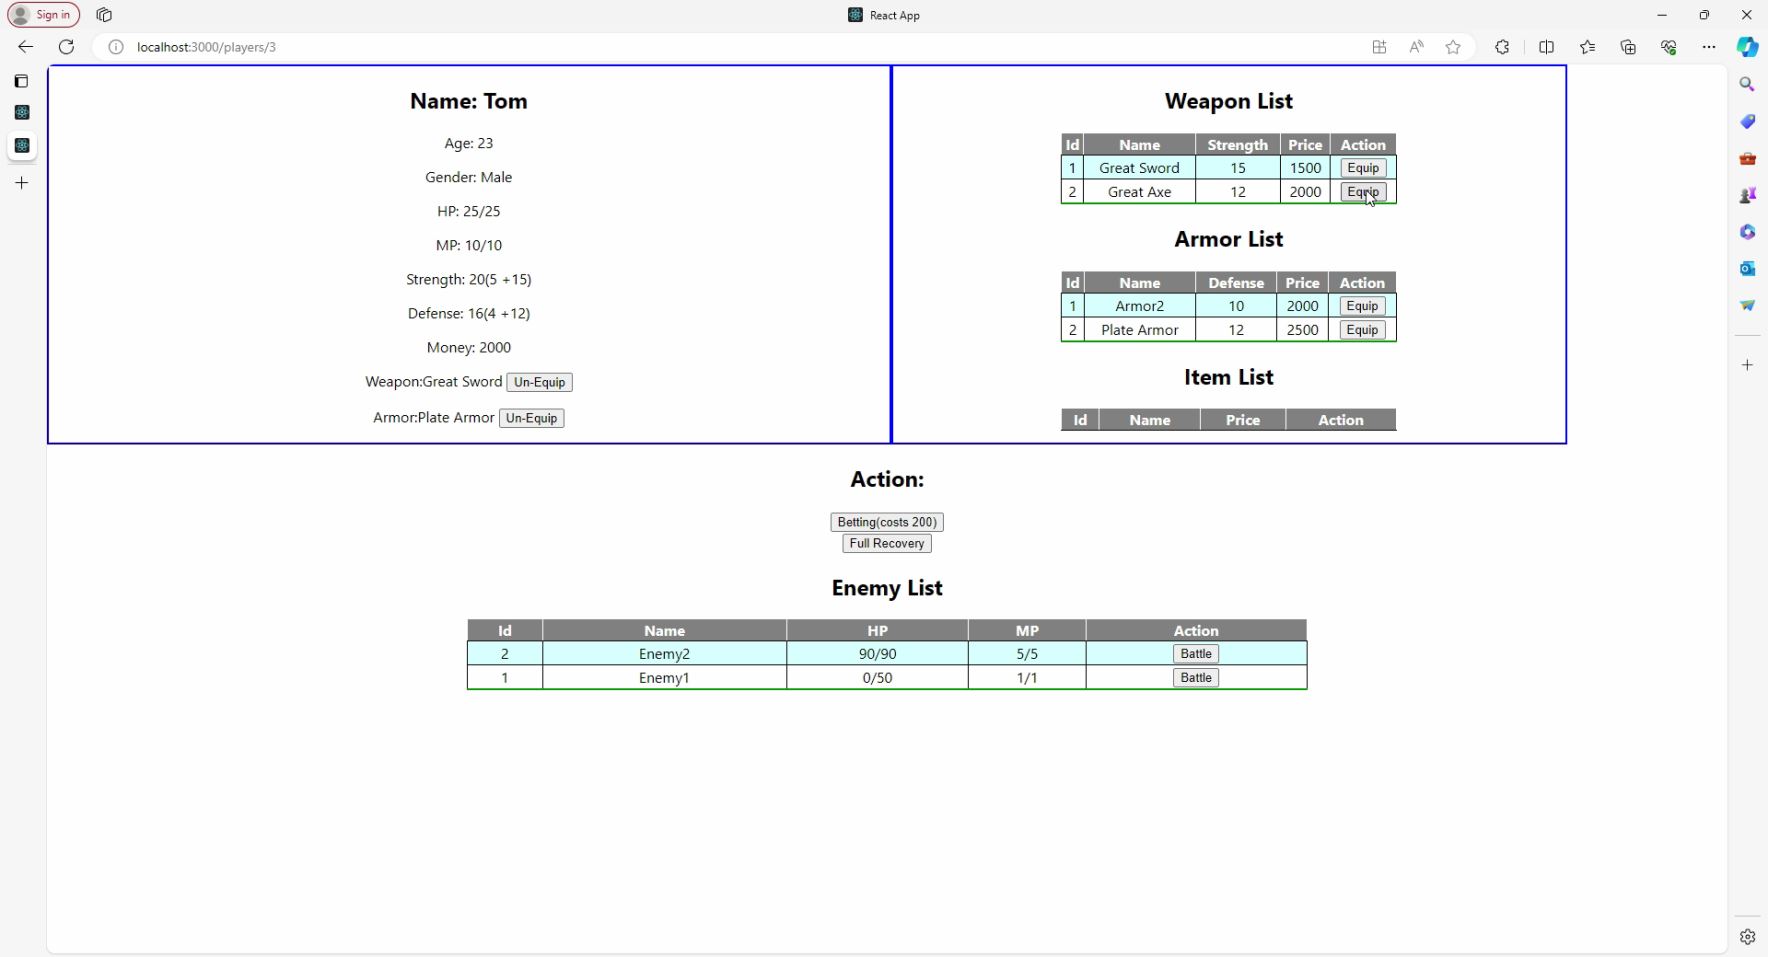 Sign in
React App
localhost:3000/players/3
Name: Tom
Age: 23
Gender: Male
HP: 25/25
MP: 10/10
Strength: 20(5 +15)
Defense: 16(4 +12)
Money: 2000
Weapon:Great Sword Un-Equip
Armor:Plate Armor Un-Equip
Weapon List
Id Name Strength Price Action
1 Great Sword 15 1500 Equip
2 Great Axe 12 2000 Equip
Armor List
Id Name Defense Price Action
1 Armor2 10 2000 Equip
2 Plate Armor 12 2500 Equip
Item List
Id Name Price Action
Action:
Betting(costs 200)
Full Recovery
Enemy List
Id Name HP MP Action
2 Enemy2 90/90 5/5 Battle
1 Enemy1 0/50 1/1 Battle